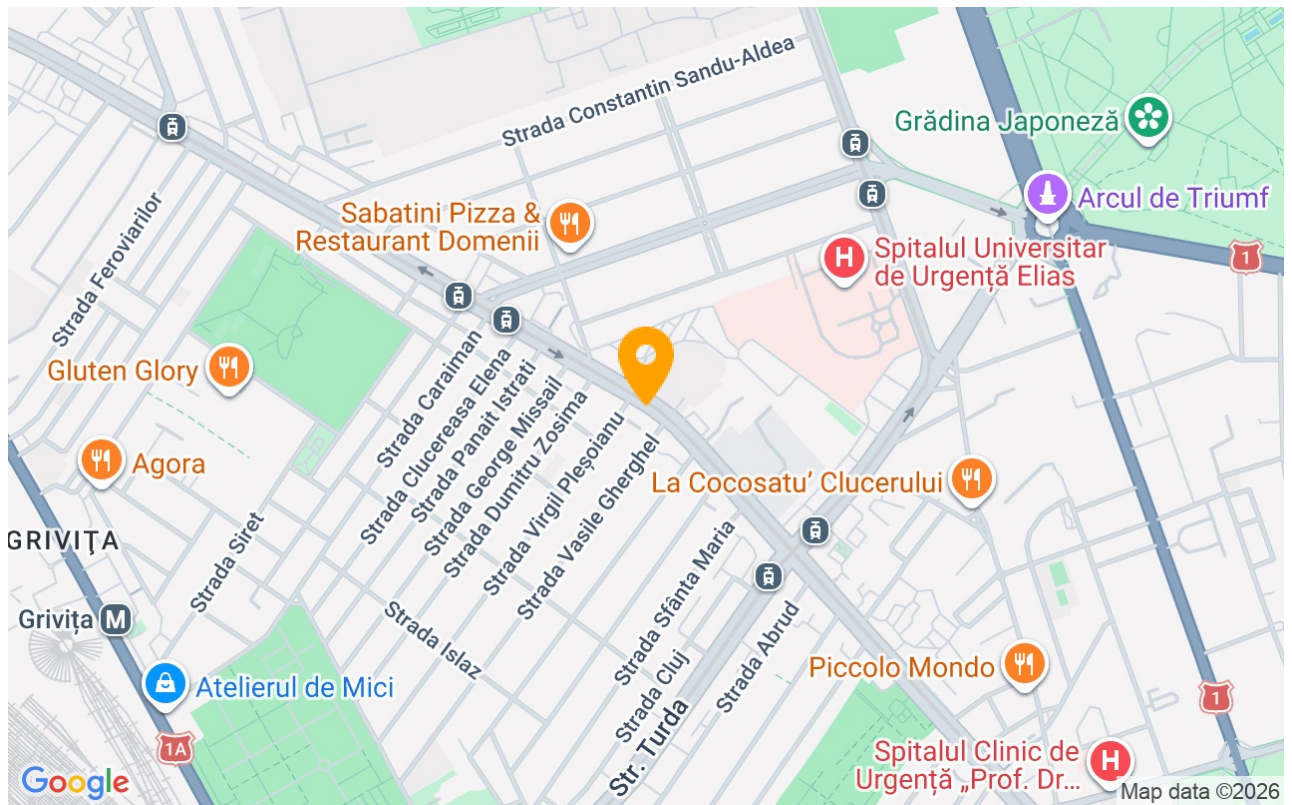 Strada Constantin Sandu-Aldea
Grădina Japoneză
Arcul de Triumf
Sabatini Pizza &
Restaurant Domenii
Spitalul Universitar
de Urgență Elias
1
H
Strada Feroviarilor
Gluten Glory
Strada Caraiman
Strada Clucereasa Elena
Strada Panait Istrati
Strada George Missail
Strada Dumitru Zosima
Strada Virgil Pleșoianu
Strada Vasile Gherghel
Agora
La Cocosatu’ Clucerului
GRIVIŢA
Strada Siret
Strada Sfânta Maria
Grivița
M
Strada Islaz
Strada Cluj
Strada Abrud
Piccolo Mondo
Atelierul de Mici
Str. Turda
1
1A
Spitalul Clinic de
Urgență „Prof. Dr...
H
Google
Map data ©2026